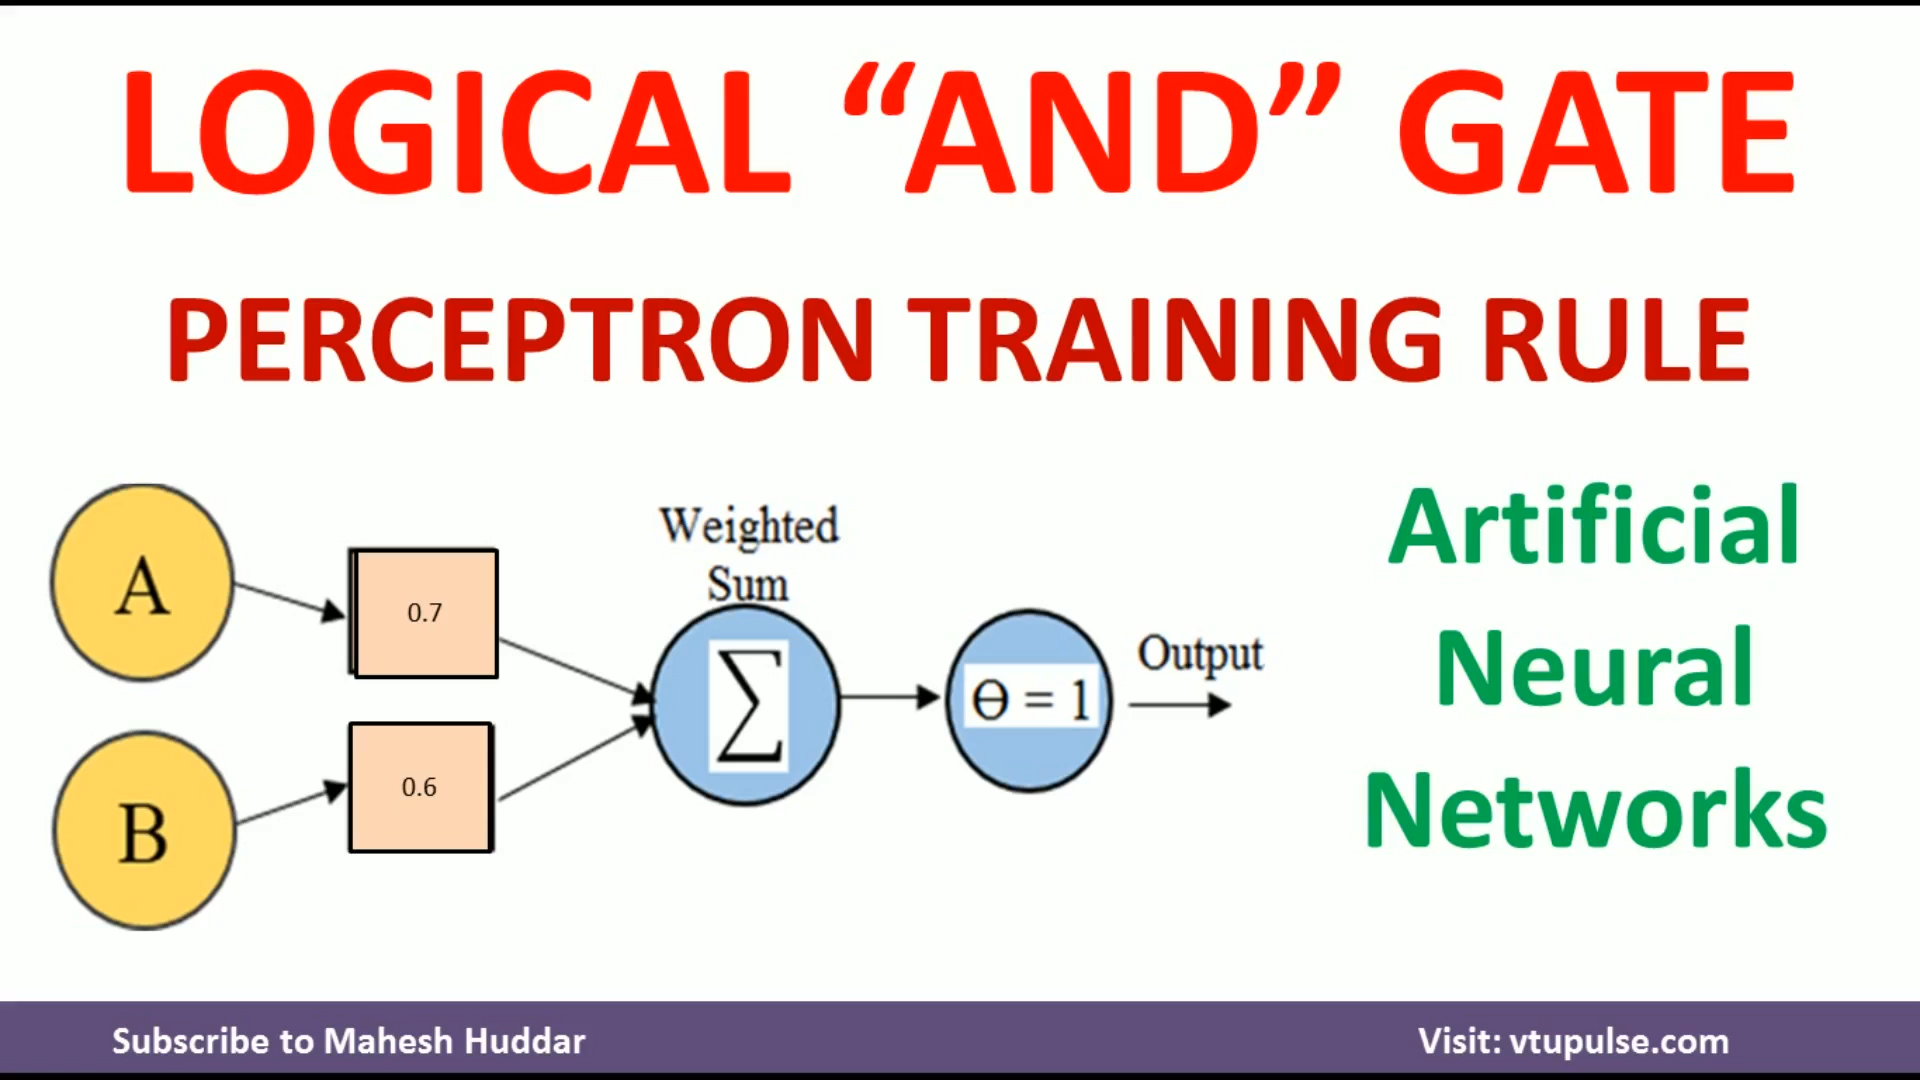 LOGICAL “AND” GATE
PERCEPTRON TRAINING RULE
A
0.7
B
0.6
Weighted
Sum
∑
Θ = 1
Output
Artificial
Neural
Networks
Subscribe to Mahesh Huddar
Visit: vtupulse.com